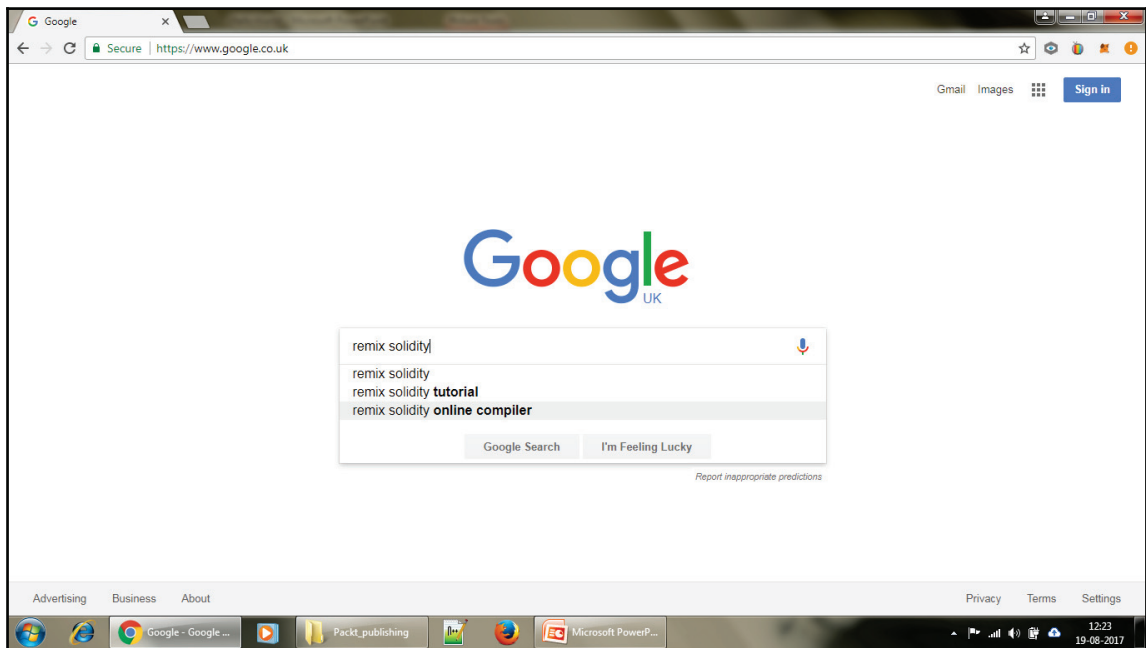 Google
Secure | https://www.google.co.uk
Gmail Images Sign in
Google
UK
remix solidity
remix solidity
remix solidity tutorial
remix solidity online compiler
Google Search I'm Feeling Lucky
Report inappropriate predictions
Advertising Business About Privacy Terms Settings
Google - Google ... Packt_publishing Microsoft PowerP... 12:23
19-08-2017